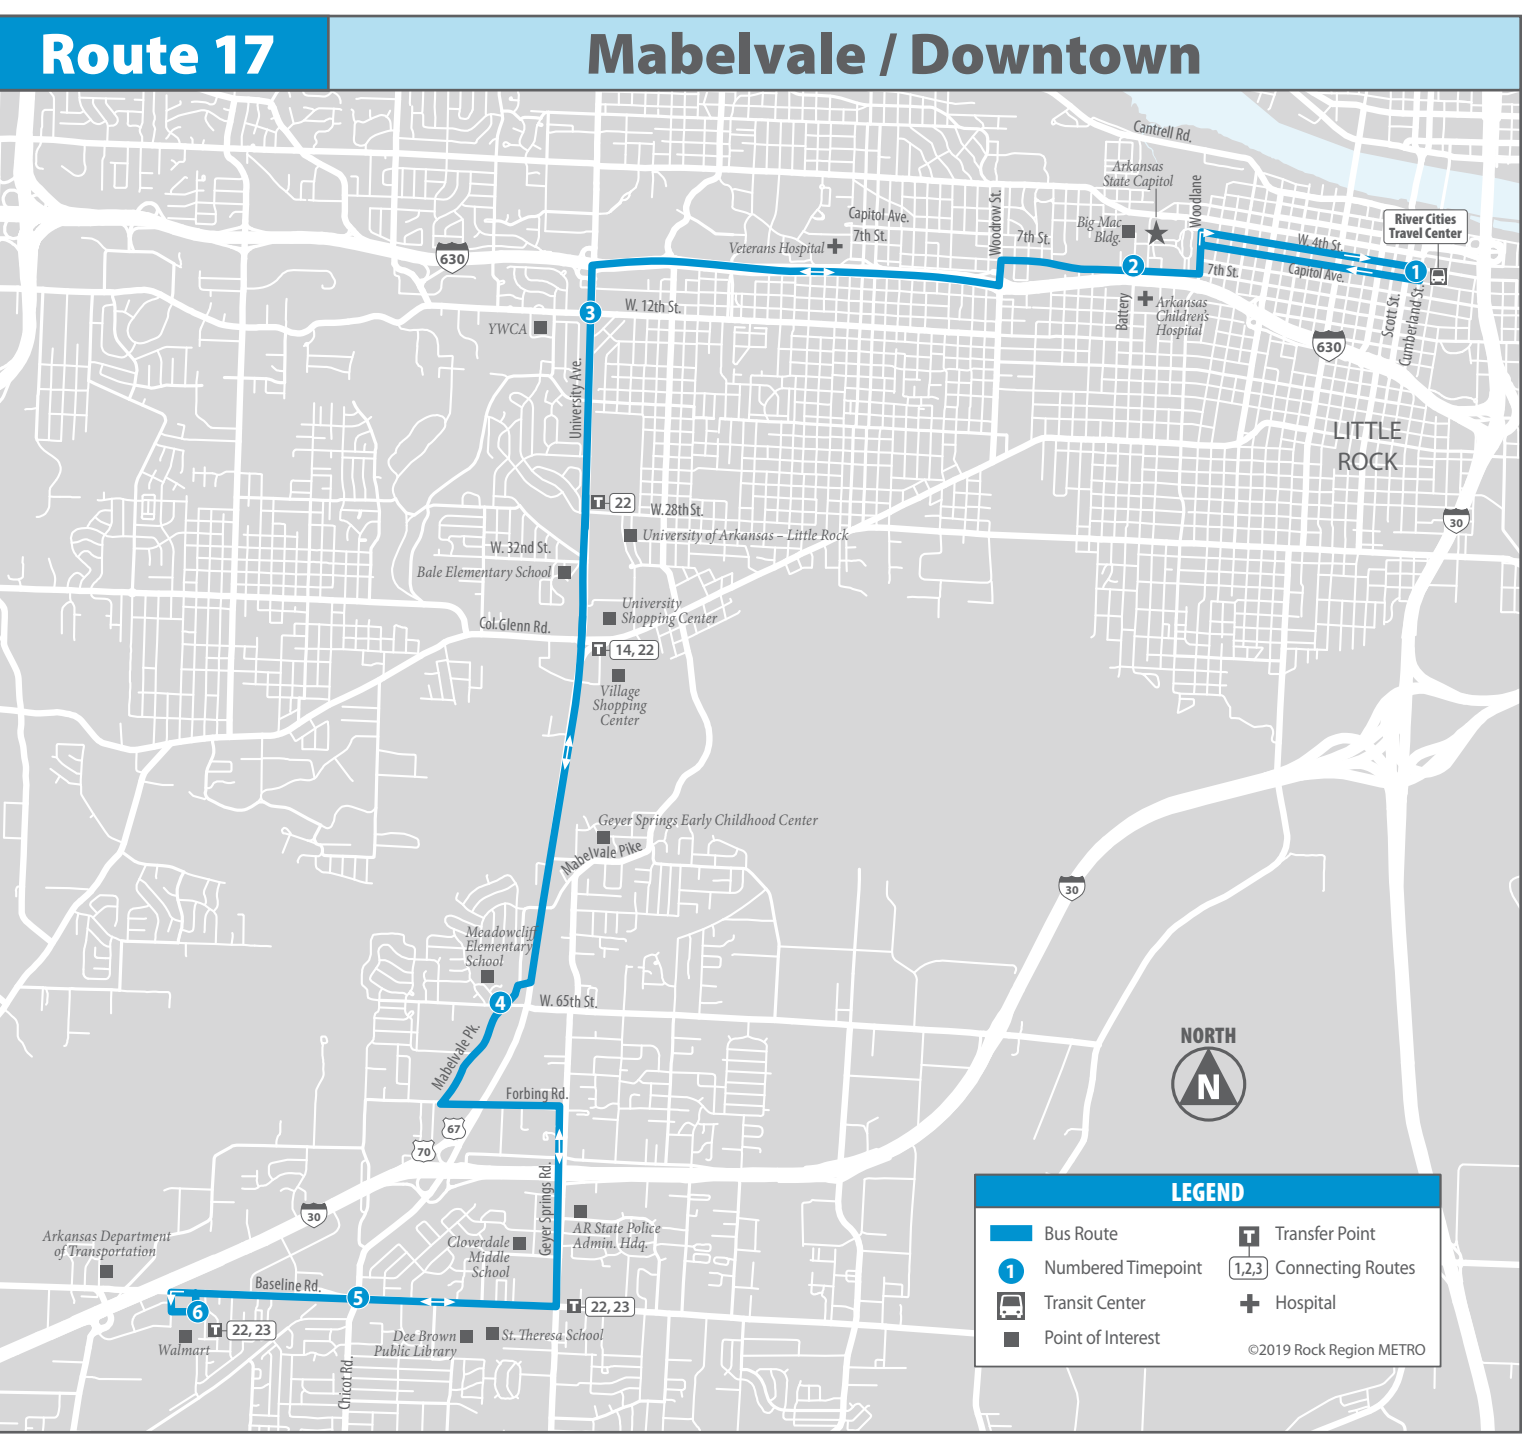 Route 17
Mabelvale / Downtown
Cantrell Rd.
Arkansas
State Capitol
Woodlane
Woodrow St.
Capitol Ave.
7th St.
7th St.
Big Mac
Bldg.
River Cities
Travel Center
W. 4th St.
Capitol Ave.
7th St.
1
2
Veterans Hospital
630
Battery
Arkansas
Children's
Hospital
Scott St.
Cumberland St.
630
3
W. 12th St.
YWCA
University Ave.
LITTLE
ROCK
T
22
W. 28th St.
University of Arkansas – Little Rock
30
W. 32nd St.
Bale Elementary School
University
Shopping Center
Col. Glenn Rd.
T
14, 22
Village
Shopping
Center
Geyer Springs Early Childhood Center
Mabelvale Pike
30
Meadowcliff
Elementary
School
4
W. 65th St.
Mabelvale Pk.
NORTH
N
Forbing Rd.
67
70
Geyer Springs Rd.
30
AR State Police
Admin. Hdq.
Cloverdale
Middle
School
Arkansas Department
of Transportation
Baseline Rd.
5
6
T
22, 23
T
22, 23
Walmart
Chicot Rd.
Dee Brown
Public Library
St. Theresa School
LEGEND
Bus Route
T
Transfer Point
1
Numbered Timepoint
1,2,3
Connecting Routes
Transit Center
Hospital
Point of Interest
©2019 Rock Region METRO